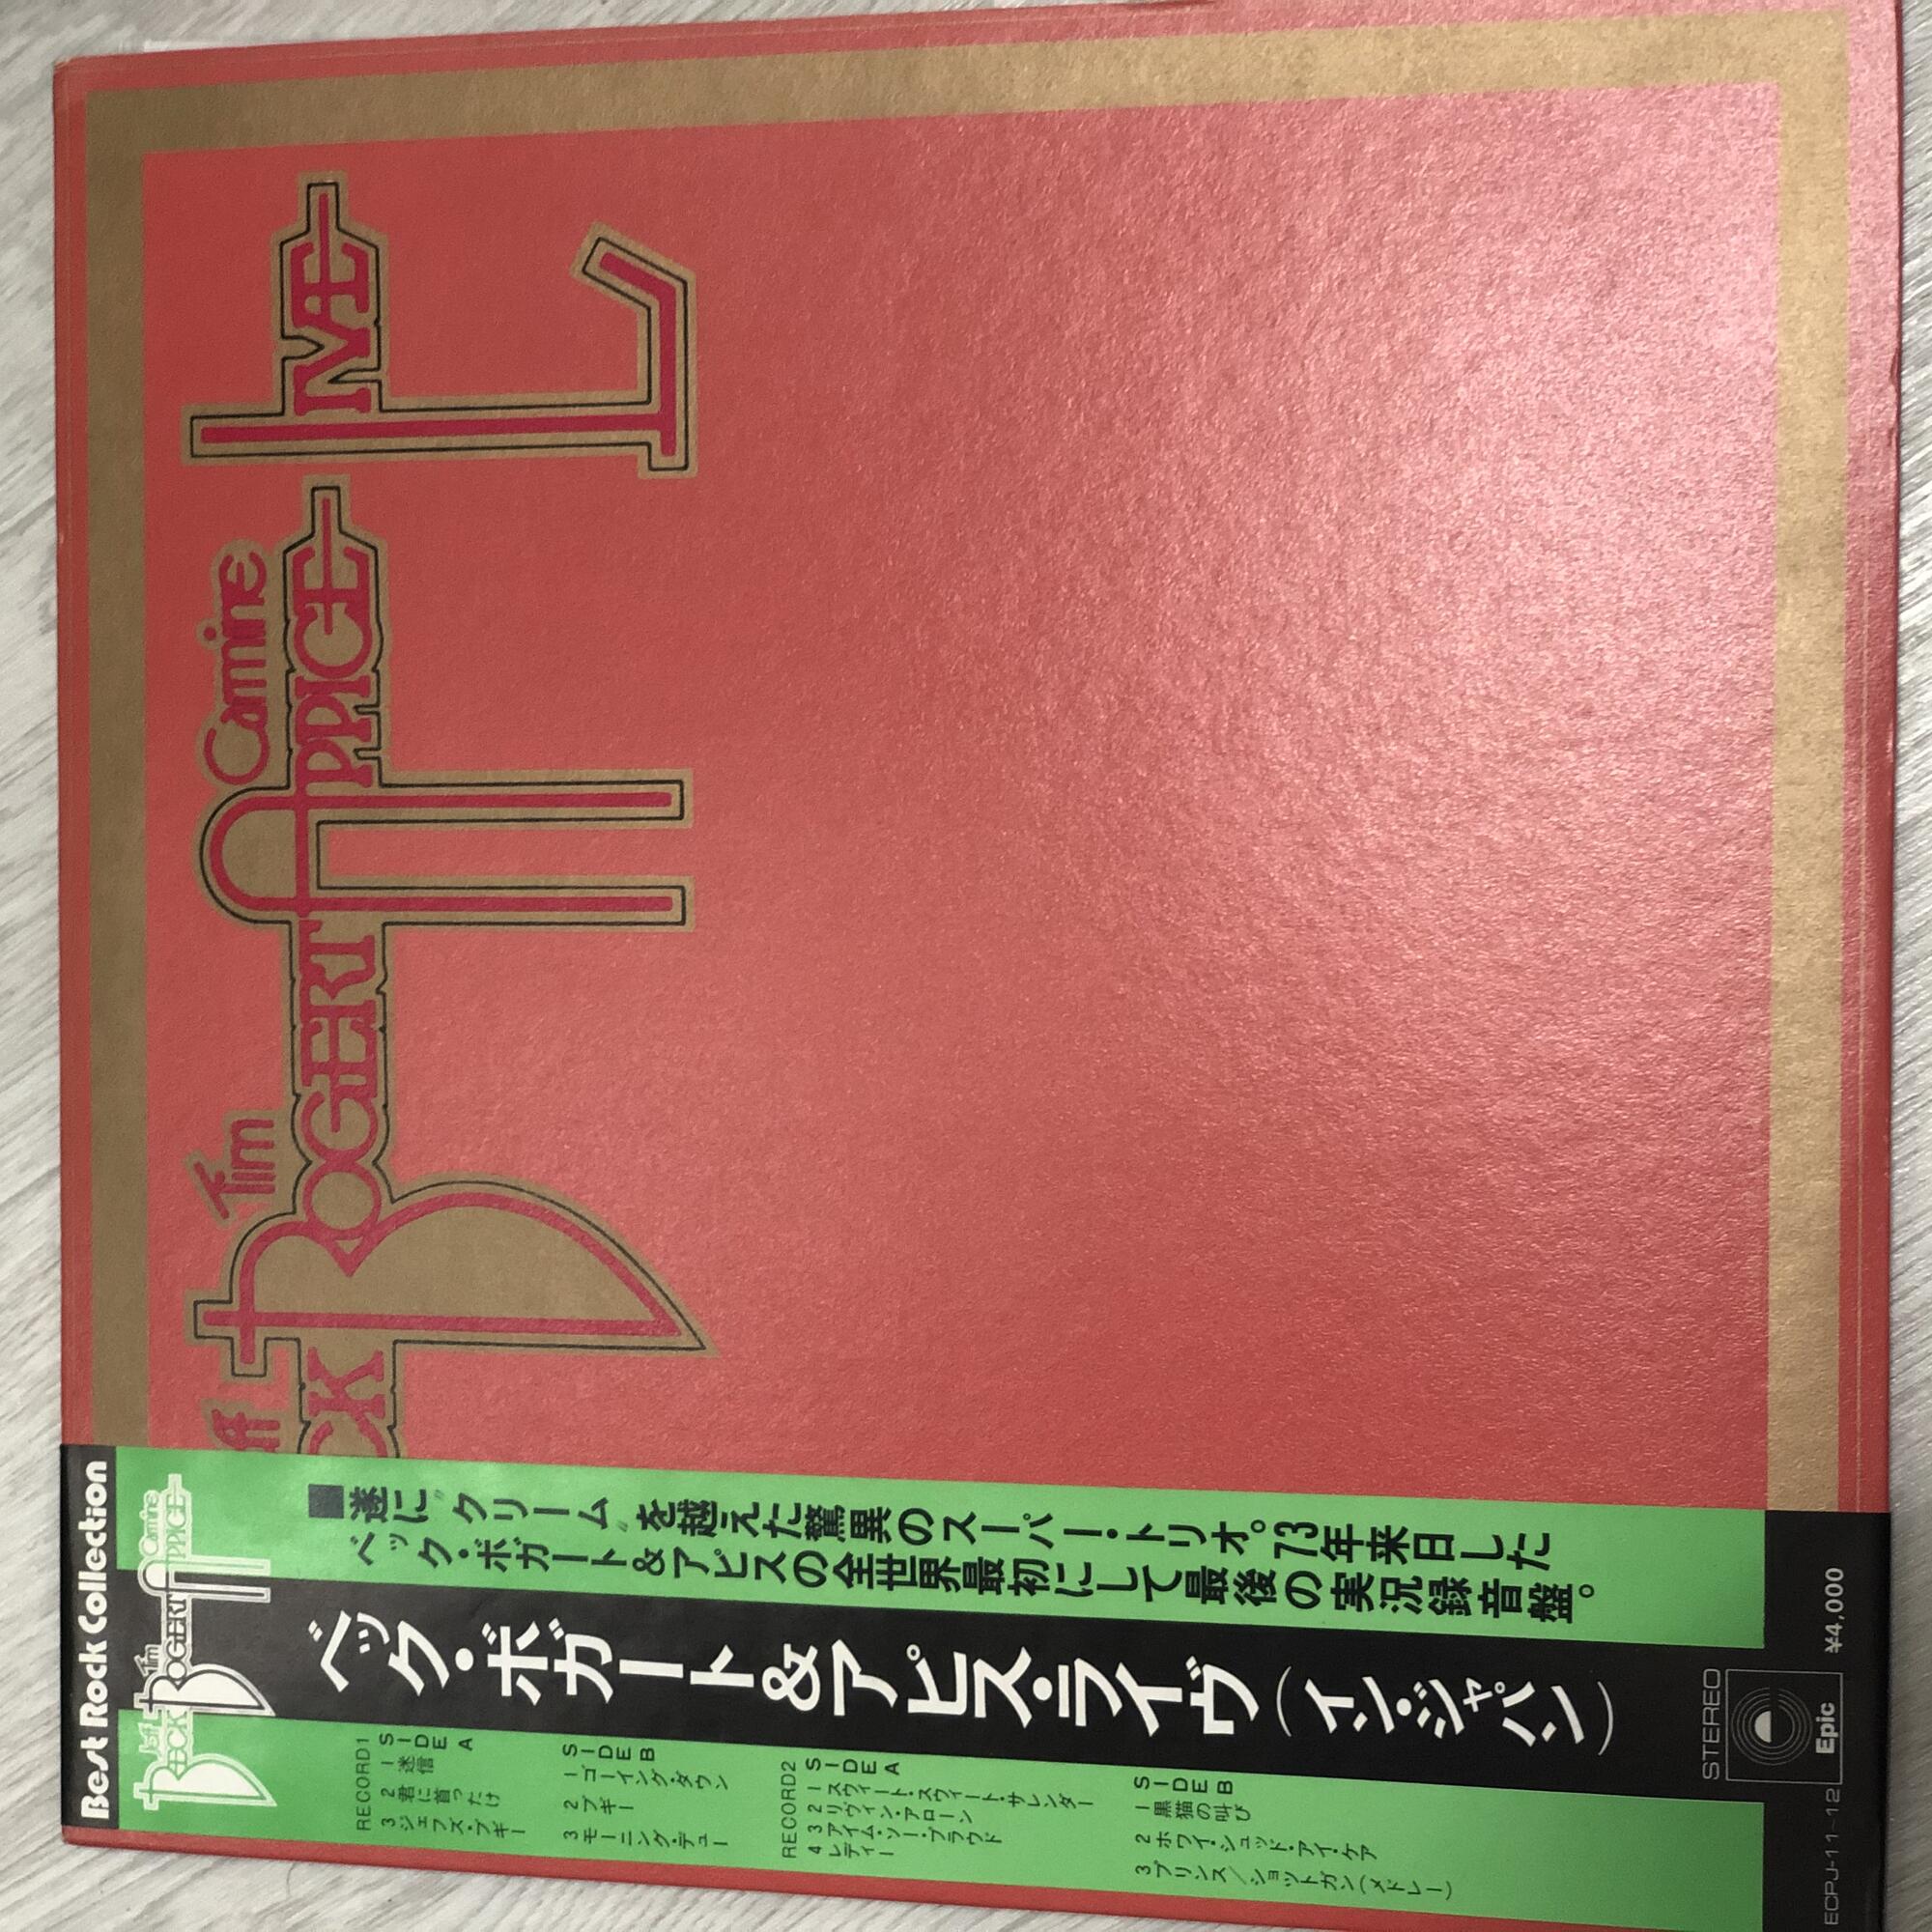 Best Rock Collection
Jeff
Tim
Carmine
BECK BOGERT APPICE
■遂に“クリーム”を越えた驚異のスーパー・トリオ。73年来日した
ベック・ボガート&アピスの全世界最初にして最後の実況録音盤。
ベック・ボガート&アピス・ライヴ(イン・ジャパン)
RECORD1
SIDE A
1 迷信
2 君に首ったけ
3 ジェフズ・ブギー
SIDE B
1 ゴーイング・ダウン
2 ブギー
3 モーニング・デュー
RECORD2
SIDE A
1 スウィート・スウィート・サレンダー
2 リヴィン・アローン
3 アイム・ソー・プラウド
4 レディー
SIDE B
1 黒猫の叫び
2 ホワイ・シュッド・アイ・ケア
3 プリンス/ショットガン(メドレー)
STEREO
Epic
¥4,000
ECPJ-11~12
eff
Tim
Carmine
CK BOGERT APPICE LIVE